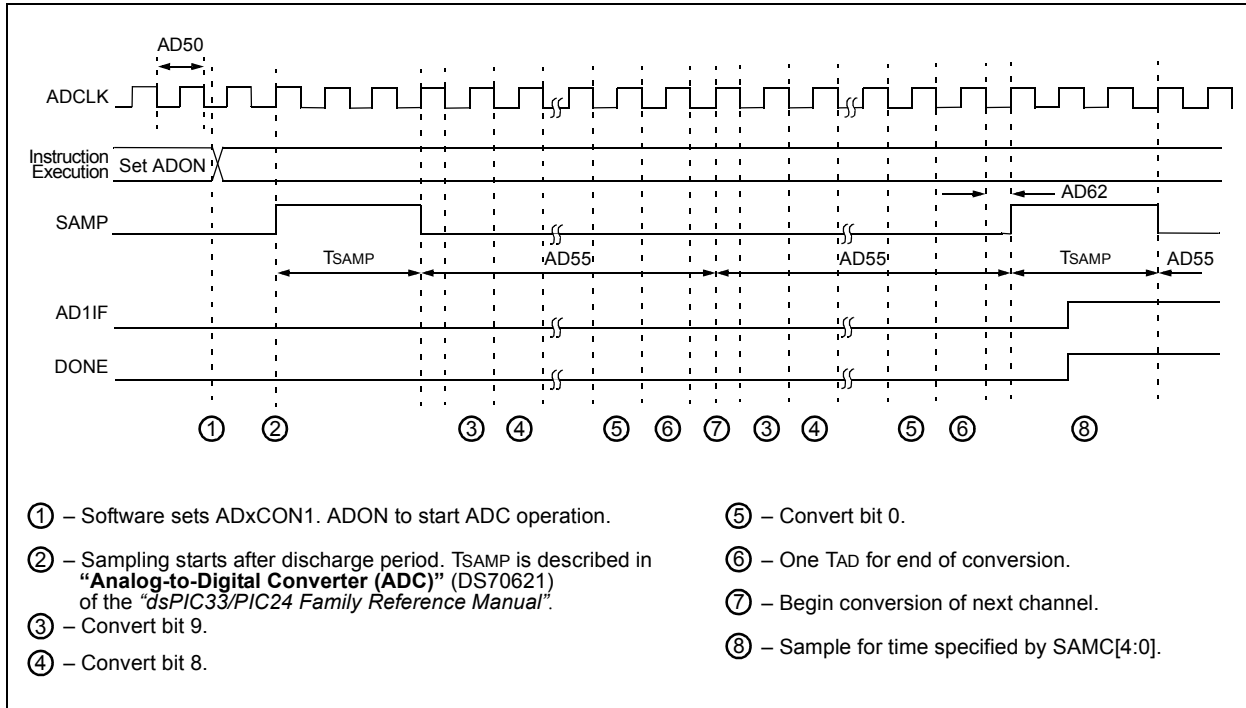 AD50
ADCLK
Instruction
Execution
Set ADON
AD62
SAMP
TSAMP
AD55
AD55
TSAMP
AD55
AD1IF
DONE
① ② ③ ④ ⑤ ⑥ ⑦ ③ ④ ⑤ ⑥ ⑧
① – Software sets ADxCON1. ADON to start ADC operation.
② – Sampling starts after discharge period. TSAMP is described in
“Analog-to-Digital Converter (ADC)” (DS70621)
of the “dsPIC33/PIC24 Family Reference Manual”.
③ – Convert bit 9.
④ – Convert bit 8.
⑤ – Convert bit 0.
⑥ – One TAD for end of conversion.
⑦ – Begin conversion of next channel.
⑧ – Sample for time specified by SAMC[4:0].